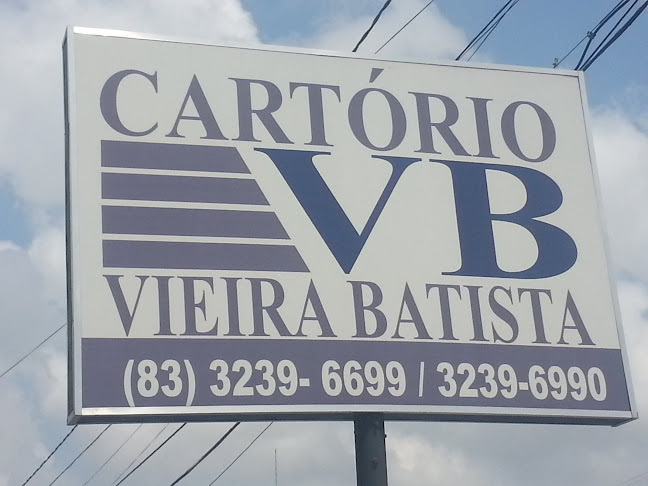 CARTÓRIO
VB
VIEIRA BATISTA
(83) 3239- 6699 / 3239-6990